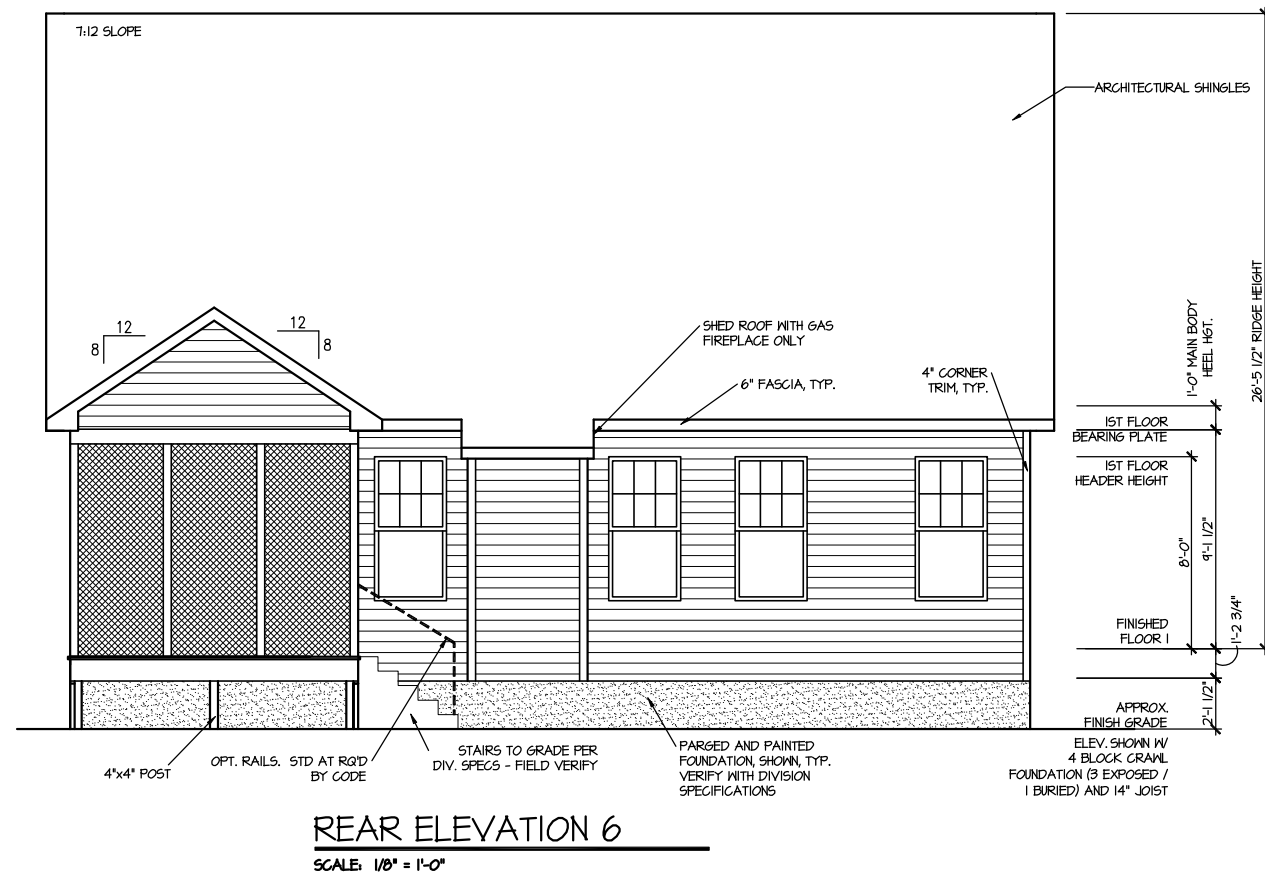 7:12 SLOPE
ARCHITECTURAL SHINGLES
12
8
12
8
SHED ROOF WITH GAS
FIREPLACE ONLY
6" FASCIA, TYP.
4" CORNER
TRIM, TYP.
1'-0" MAIN BODY
HEEL HGT.
26'-5 1/2" RIDGE HEIGHT
1ST FLOOR
BEARING PLATE
1ST FLOOR
HEADER HEIGHT
8'-0"
9'-1 1/2"
FINISHED
FLOOR 1
1'-2 3/4"
2'-1 1/2"
APPROX.
FINISH GRADE
ELEV. SHOWN W/
4 BLOCK CRAWL
FOUNDATION (3 EXPOSED /
1 BURIED) AND 14" JOIST
4"x4" POST
OPT. RAILS. STD AT RQ'D
BY CODE
STAIRS TO GRADE PER
DIV. SPECS - FIELD VERIFY
PARGED AND PAINTED
FOUNDATION, SHOWN, TYP.
VERIFY WITH DIVISION
SPECIFICATIONS
REAR ELEVATION 6
SCALE: 1/8" = 1'-0"